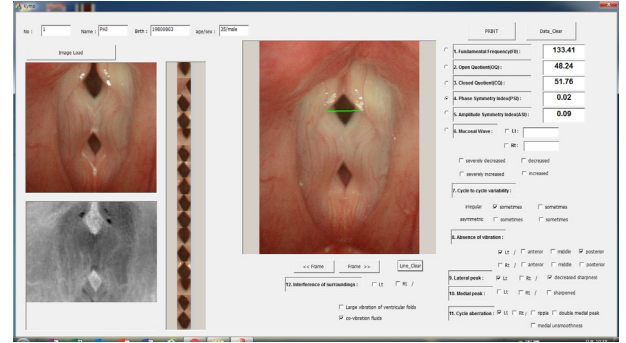 No : 1 Name : PH2 Birth : 19800803 age/sex : 35/male
Image Load
<< Frame Frame >> Line_Clear
12. Interference of surroundings : Lt Rt /
Large vibration of ventricular folds
co-vibration fluids
PRINT Data_Clear
1. Fundamental Frequency(F0) : 133.41
2. Open Quotient(OQ) : 48.24
3. Closed Quotient(CQ) : 51.76
4. Phase Symmetry Index(PSI) : 0.02
5. Amplitude Symmetry Index(ASI) : 0.09
6. Mucosal Wave : Lt :
Rt :
severely decreased decreased
severely increased increased
7. Cycle to cycle variability :
irregular sometimes sometimes
asymmetric sometimes sometimes
8. Absence of vibration :
Lt / anterior middle posterior
Rt / anterior middle posterior
9. Lateral peak : Lt Rt / decreased sharpness
10. Medial peak : Lt Rt / sharpened
11. Cycle aberration : Lt Rt / ripple double medial peak
medial unsmoothness